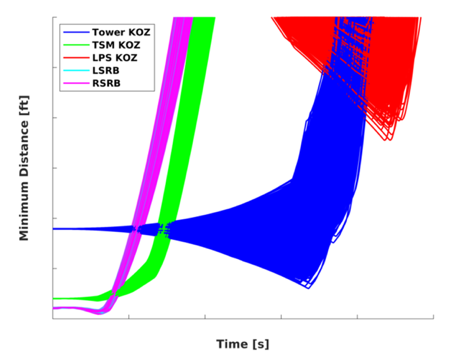 Tower KOZ
TSM KOZ
LPS KOZ
LSRB
RSRB
Minimum Distance [ft]
Time [s]